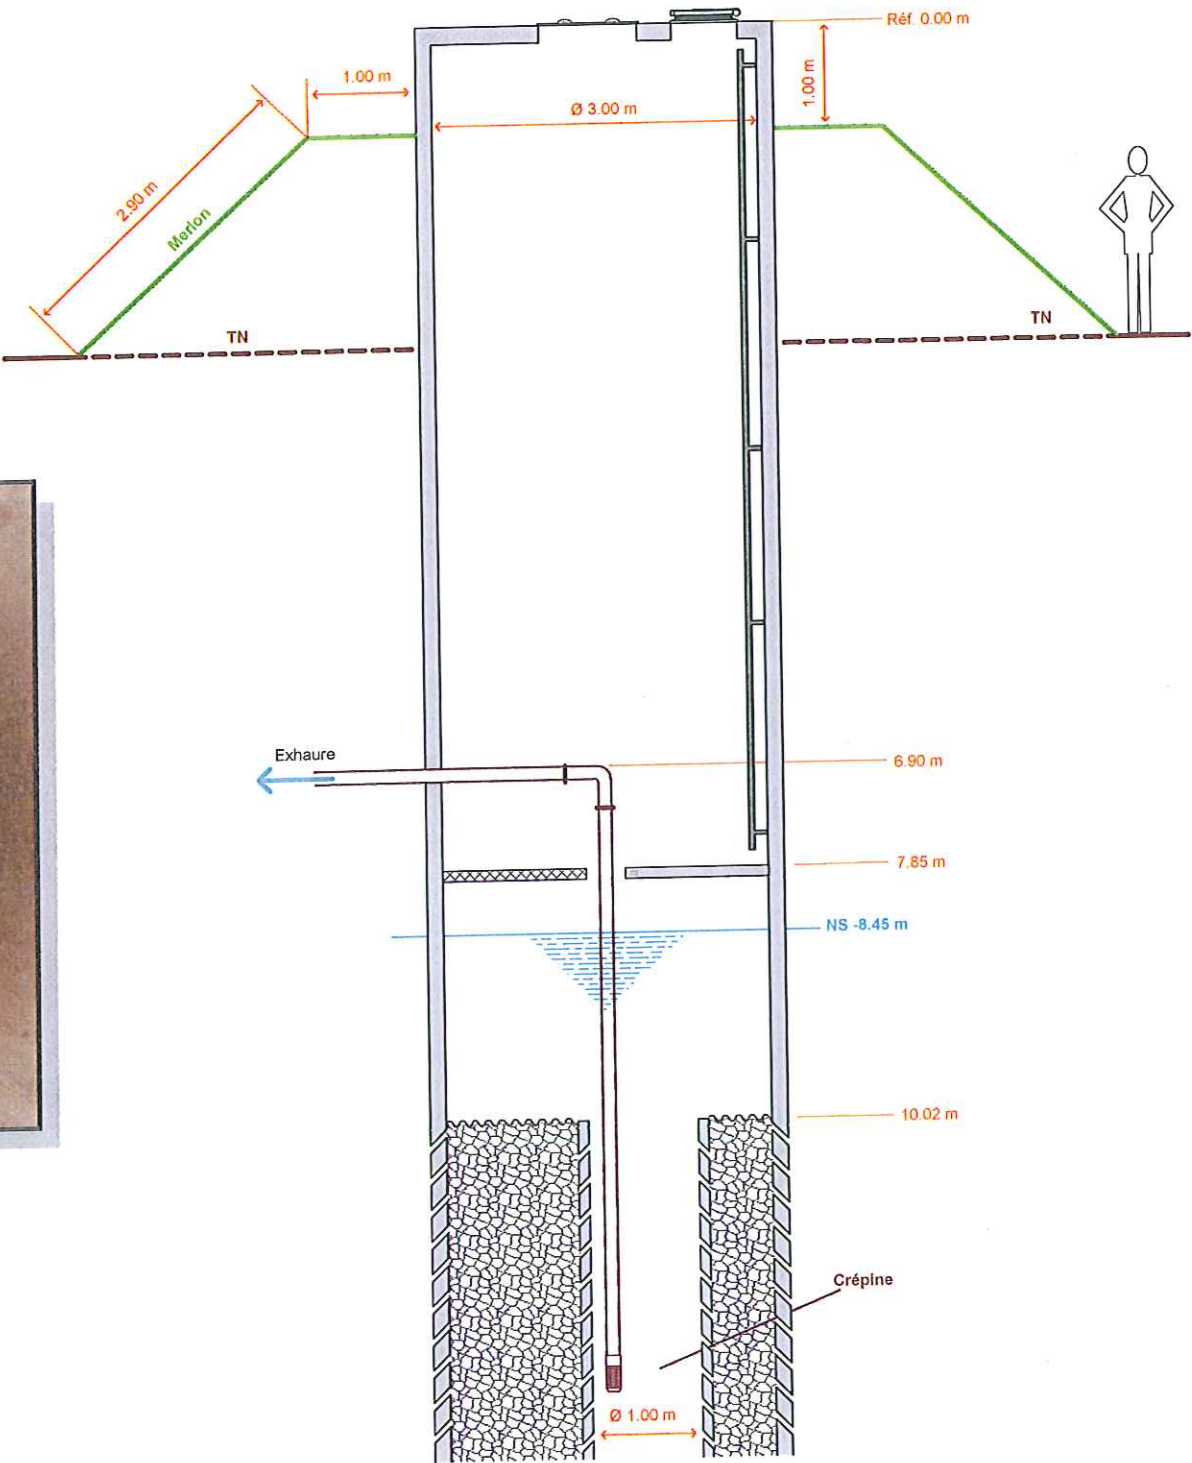 Réf. 0.00 m
1.00 m
1.00 m
Ø 3.00 m
2.90 m
Merlon
TN
TN
Exhaure
6.90 m
7.85 m
NS -8.45 m
10.02 m
Crépine
Ø 1.00 m